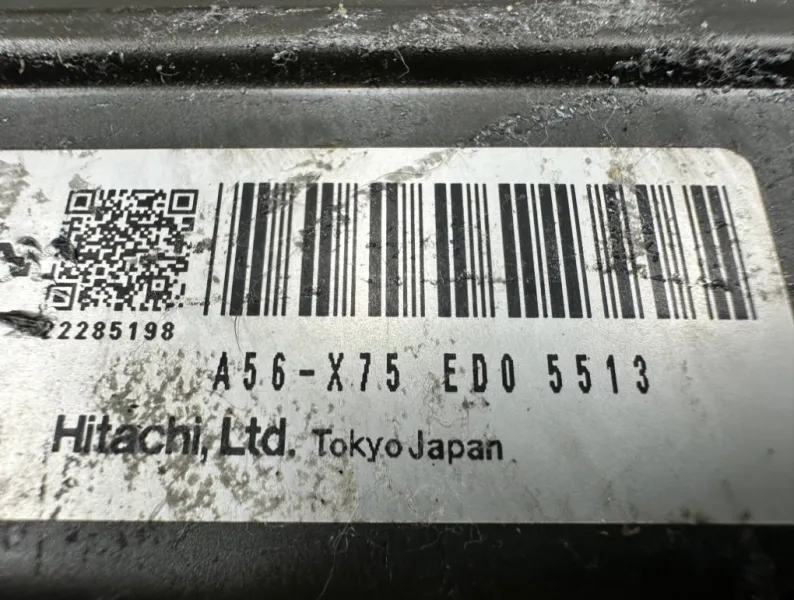 22285198
A56-X75 ED0 5513
Hitachi, Ltd. Tokyo Japan